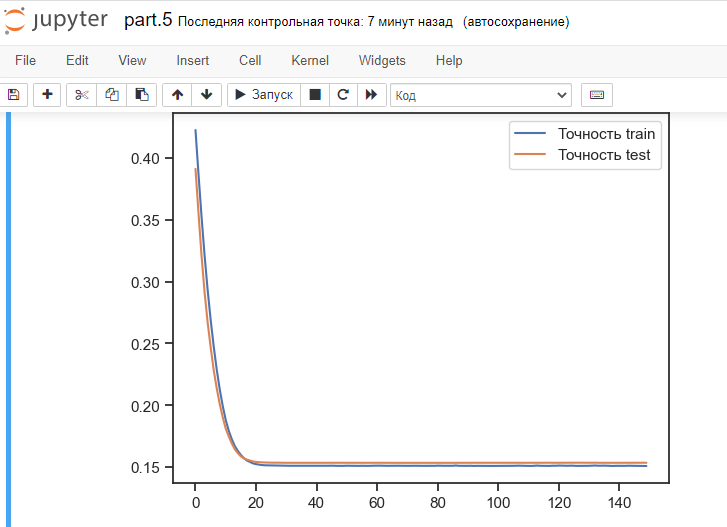 jupyter part.5 Последняя контрольная точка: 7 минут назад (автосохранение)
File Edit View Insert Cell Kernel Widgets Help
Запуск Код
Точность train
Точность test
0.40
0.35
0.30
0.25
0.20
0.15
0 20 40 60 80 100 120 140